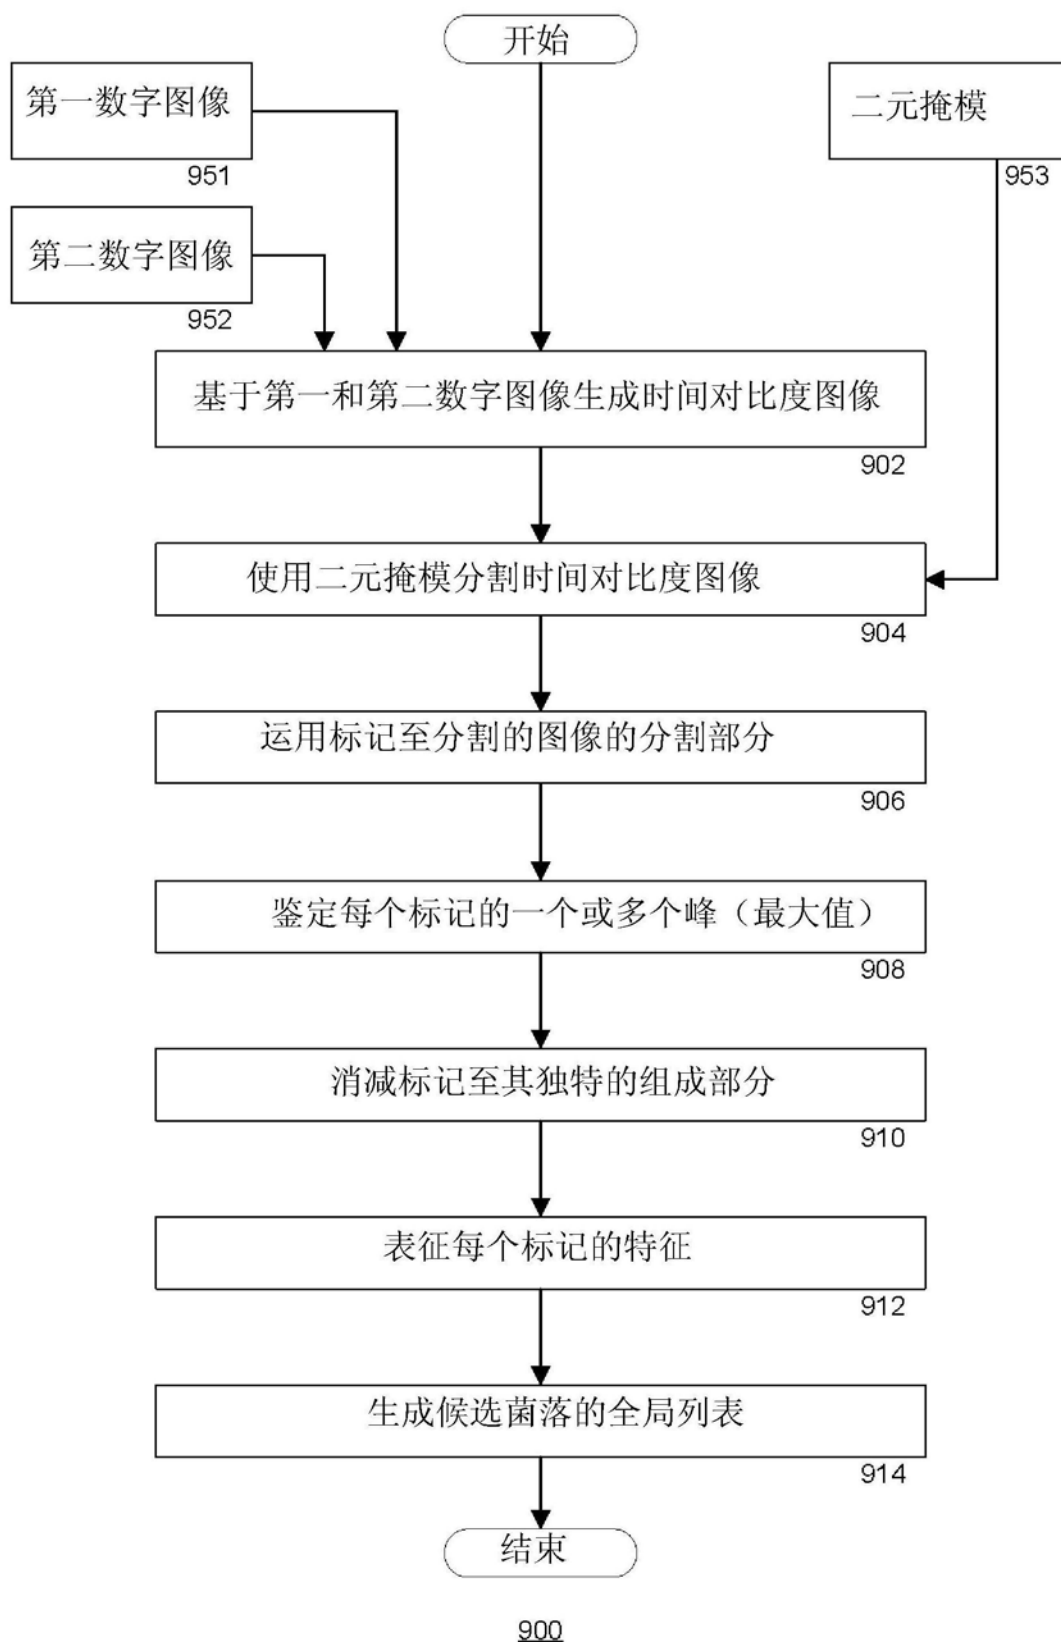 开始
第一数字图像
951
二元掩模
953
第二数字图像
952
基于第一和第二数字图像生成时间对比度图像
902
使用二元掩模分割时间对比度图像
904
运用标记至分割的图像的分割部分
906
鉴定每个标记的一个或多个峰（最大值）
908
消减标记至其独特的组成部分
910
表征每个标记的特征
912
生成候选菌落的全局列表
914
结束
900